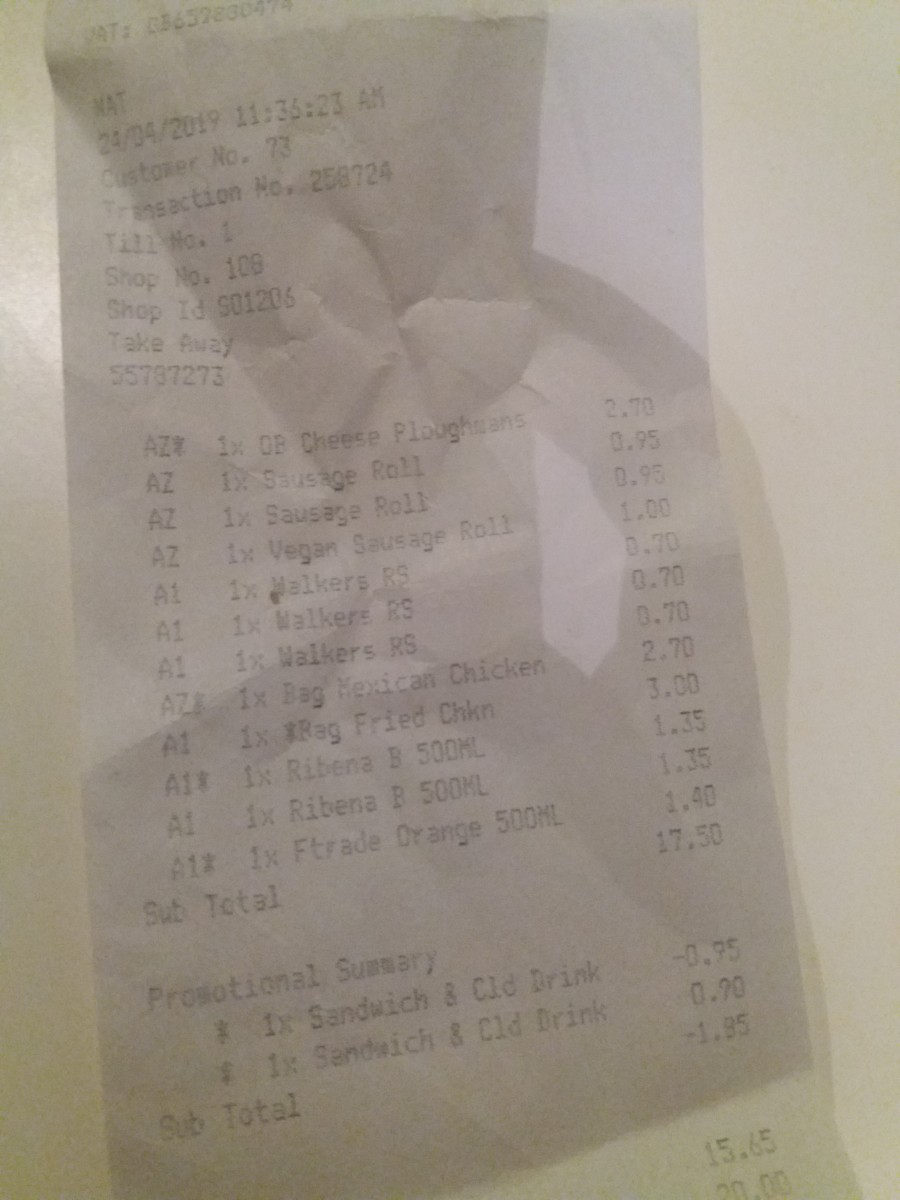 VAT: GB659800474
NAT
24/04/2019 11:36:23 AM
Customer No. 73
Transaction No. 258724
Till No. 1
Shop No. 108
Shop Id S01206
Take Away
55787273
AZ* 1x OB Cheese Ploughmans 2.70
AZ 1x Sausage Roll 0.95
AZ 1x Sausage Roll 0.95
AZ 1x Vegan Sausage Roll 1.00
A1 1x Walkers RS 0.70
A1 1x Walkers RS 0.70
A1 1x Walkers RS 0.70
AZ* 1x Bag Mexican Chicken 2.70
A1 1x *Bag Fried Chkn 3.00
A1* 1x Ribena B 500ML 1.35
A1 1x Ribena B 500ML 1.35
A1* 1x Ftrade Orange 500ML 1.40
Sub Total 17.50
Promotional Summary
* 1x Sandwich & Cld Drink -0.95
* 1x Sandwich & Cld Drink 0.90
Sub Total -1.85
15.65
20.00